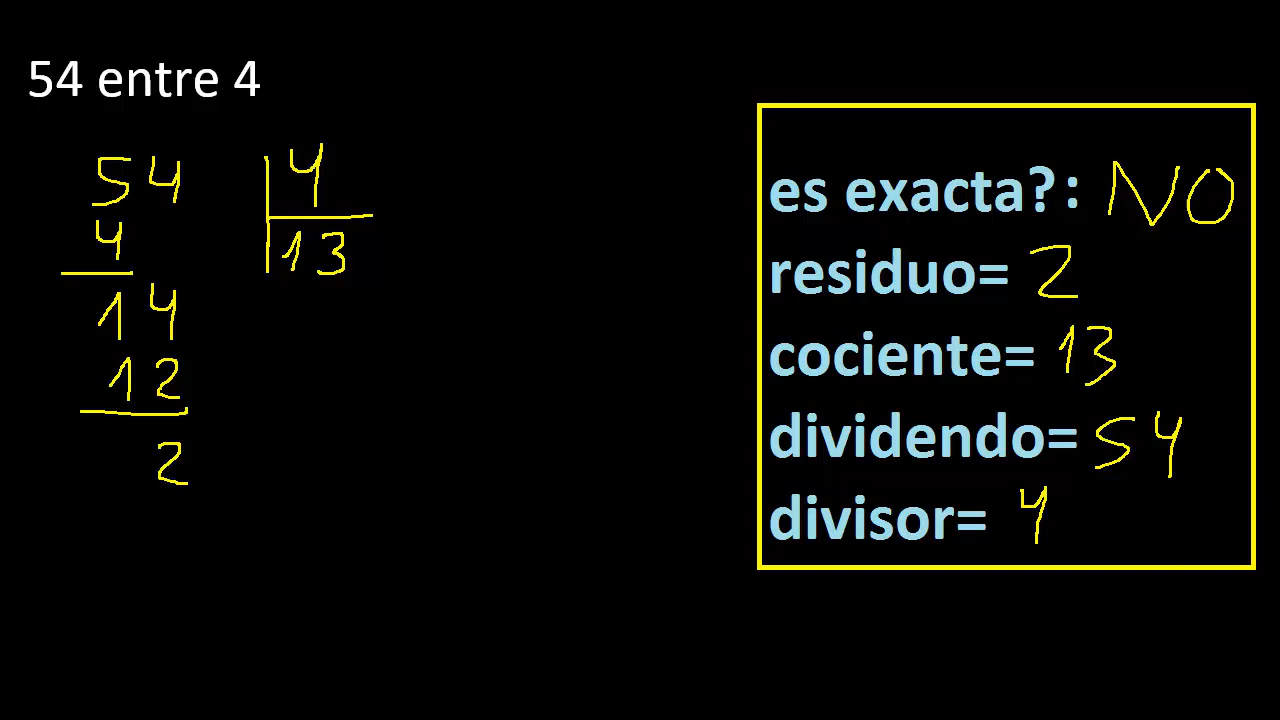 54 entre 4
54 4
4 13
14
12
2
es exacta?: NO
residuo= 2
cociente= 13
dividendo= 54
divisor= 4